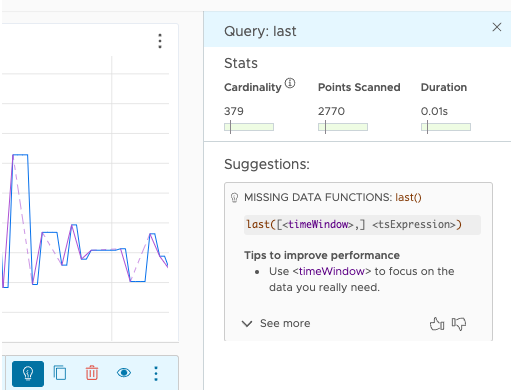 Query: last
Stats
Cardinality Points Scanned Duration
379 2770 0.01s
Suggestions:
MISSING DATA FUNCTIONS: last()
last([<timeWindow>,] <tsExpression>)
Tips to improve performance
• Use <timeWindow> to focus on the
data you really need.
See more